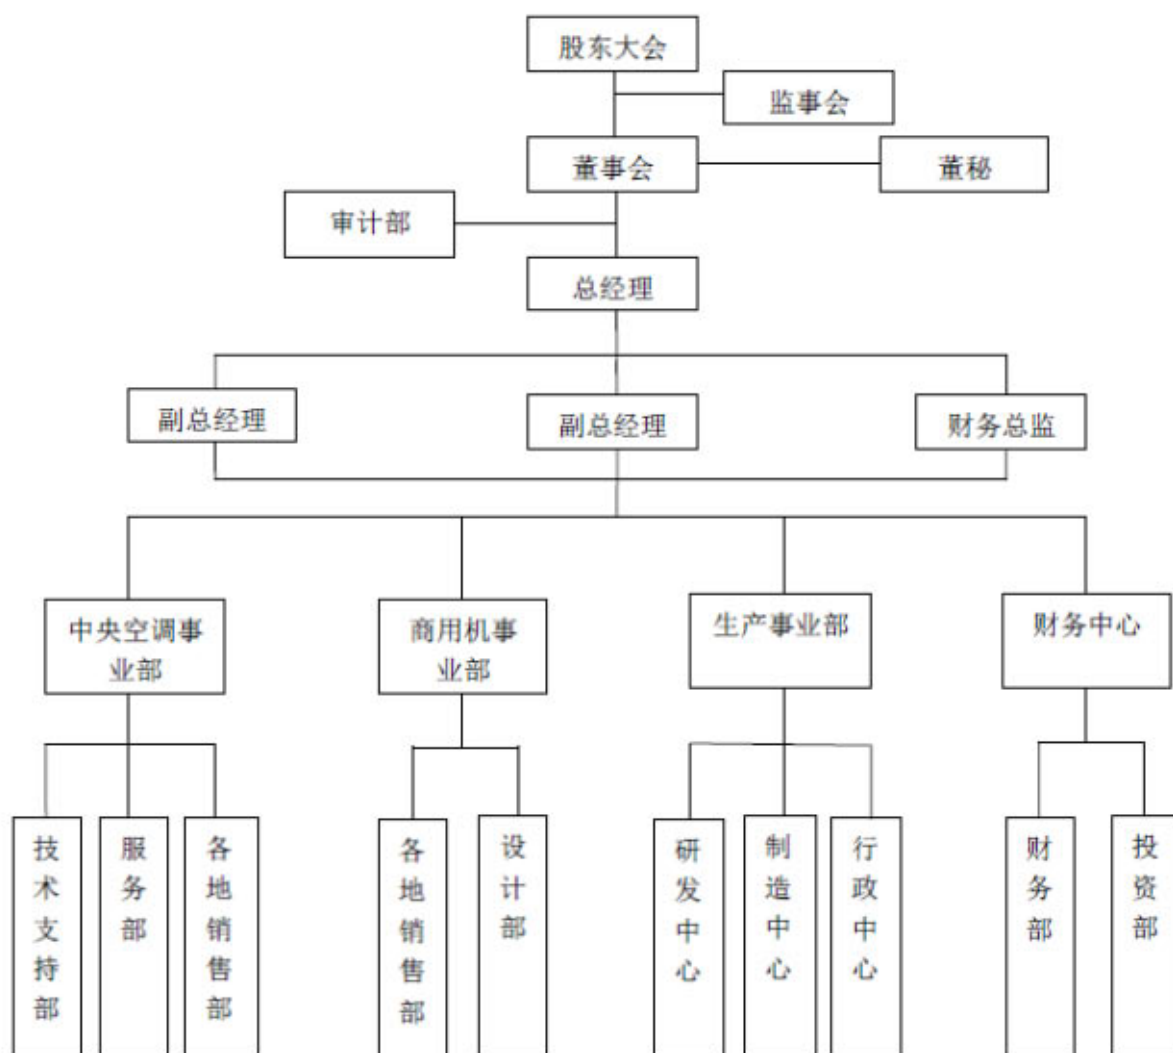 股东大会
监事会
董事会
董秘
审计部
总经理
副总经理
副总经理
财务总监
中央空调事
业部
商用机事
业部
生产事业部
财务中心
技术支持部
服务部
各地销售部
各地销售部
设计部
研发中心
制造中心
行政中心
财务部
投资部